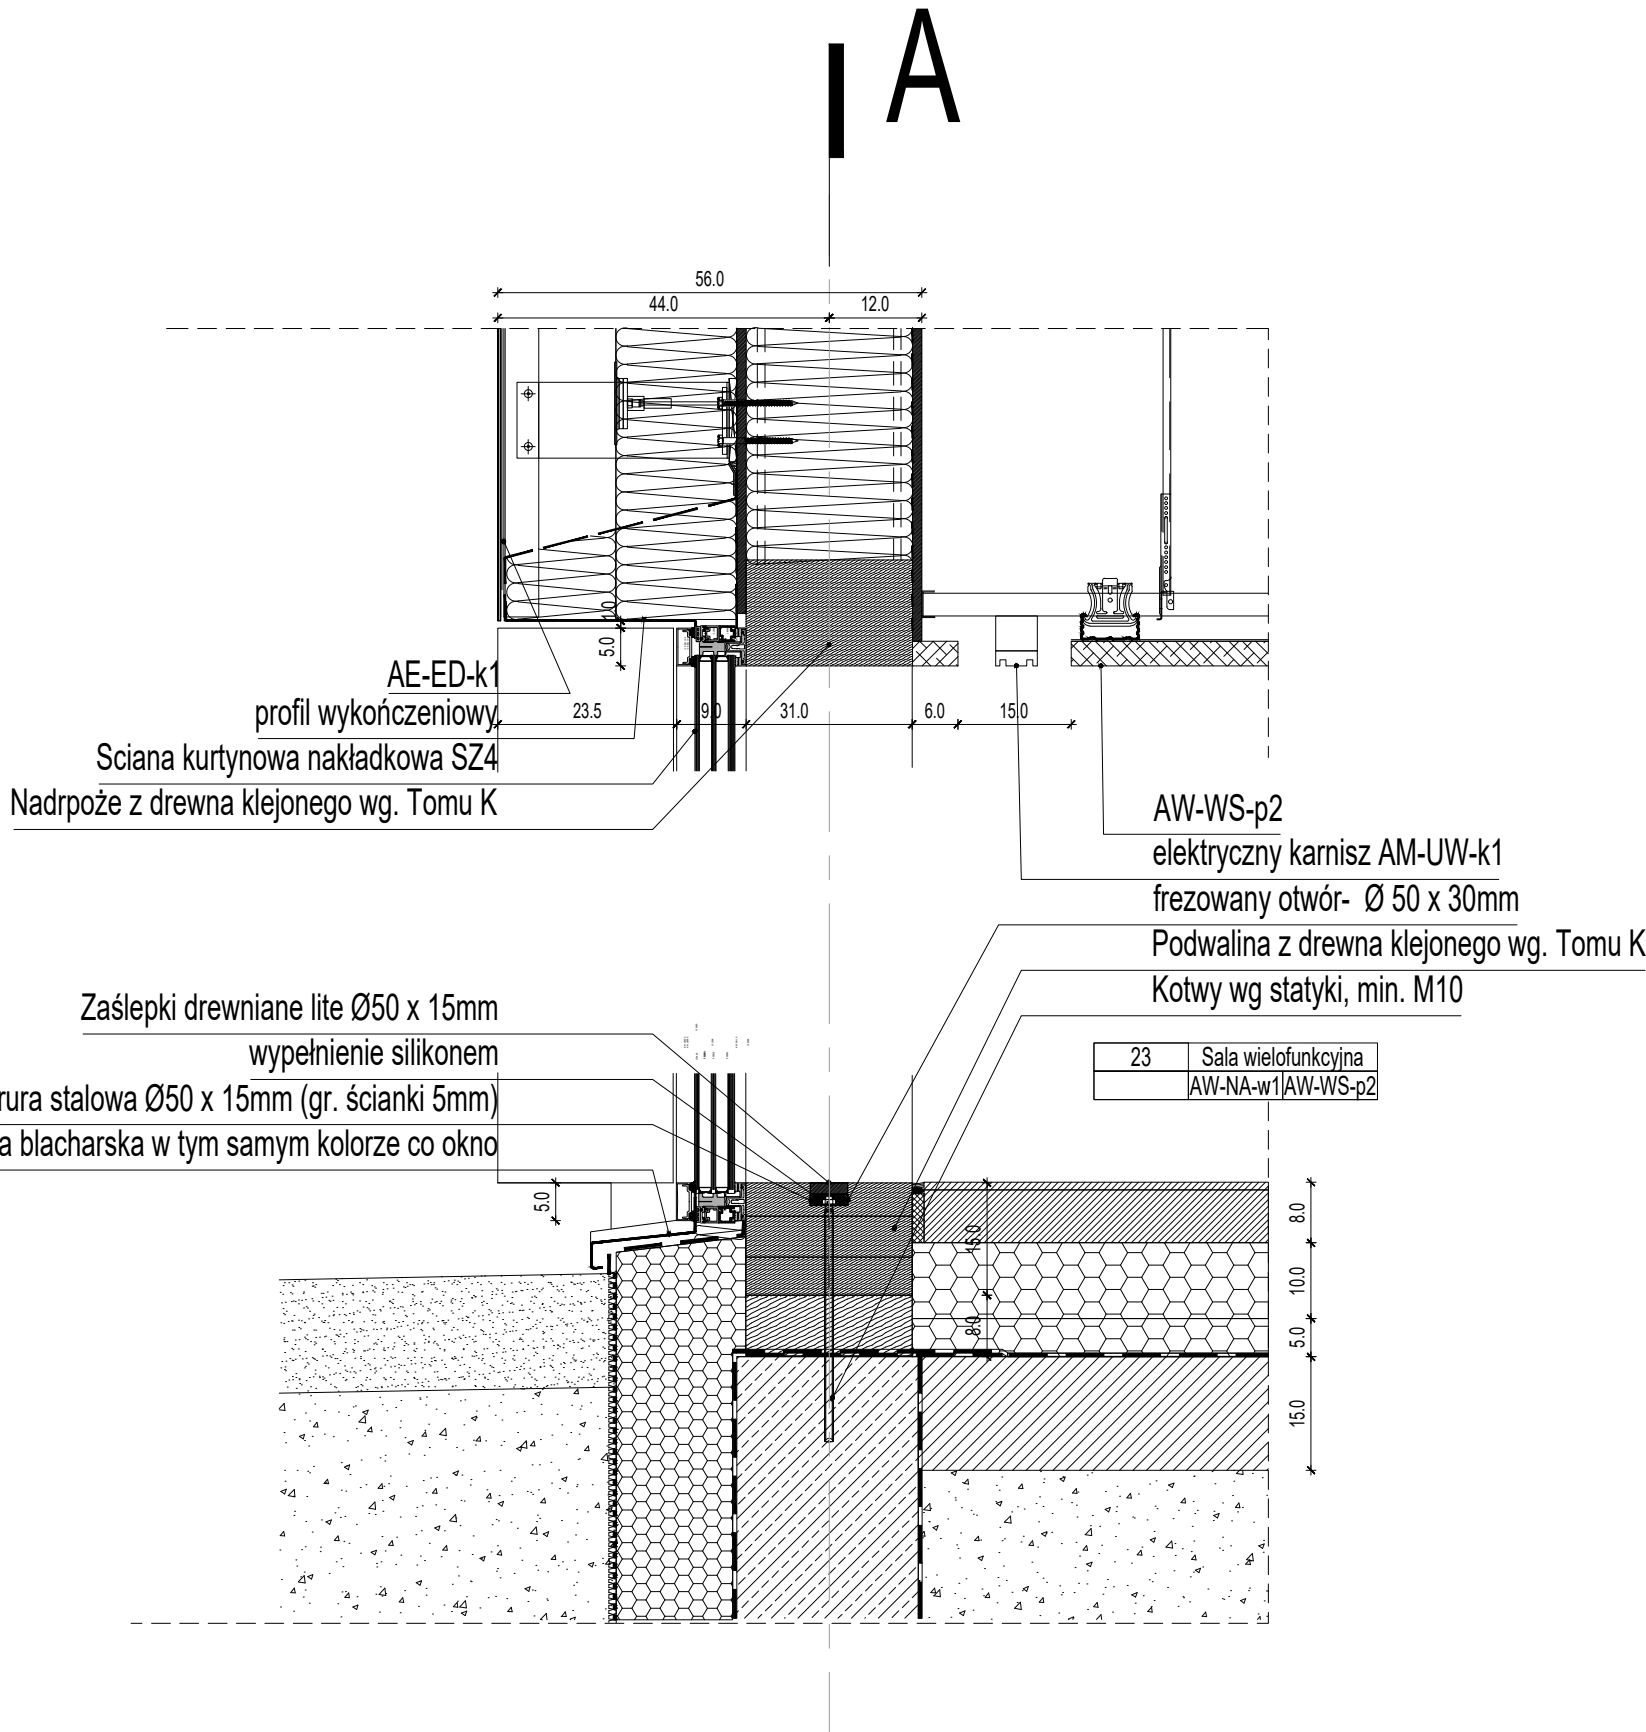 A
56.0
44.0
12.0
1.0
5.0
AE-ED-k1
profil wykończeniowy
Sciana kurtynowa nakładkowa SZ4
Nadrpoże z drewna klejonego wg. Tomu K
23.5
9.0
31.0
6.0
15.0
AW-WS-p2
elektryczny karnisz AM-UW-k1
frezowany otwór- Ø 50 x 30mm
Podwalina z drewna klejonego wg. Tomu K
Kotwy wg statyki, min. M10
Zaślepki drewniane lite Ø50 x 15mm
wypełnienie silikonem
rura stalowa Ø50 x 15mm (gr. ścianki 5mm)
a blacharska w tym samym kolorze co okno
23 Sala wielofunkcyjna
AW-NA-w1 AW-WS-p2
5.0
15.0
8.0
8.0
10.0
5.0
15.0